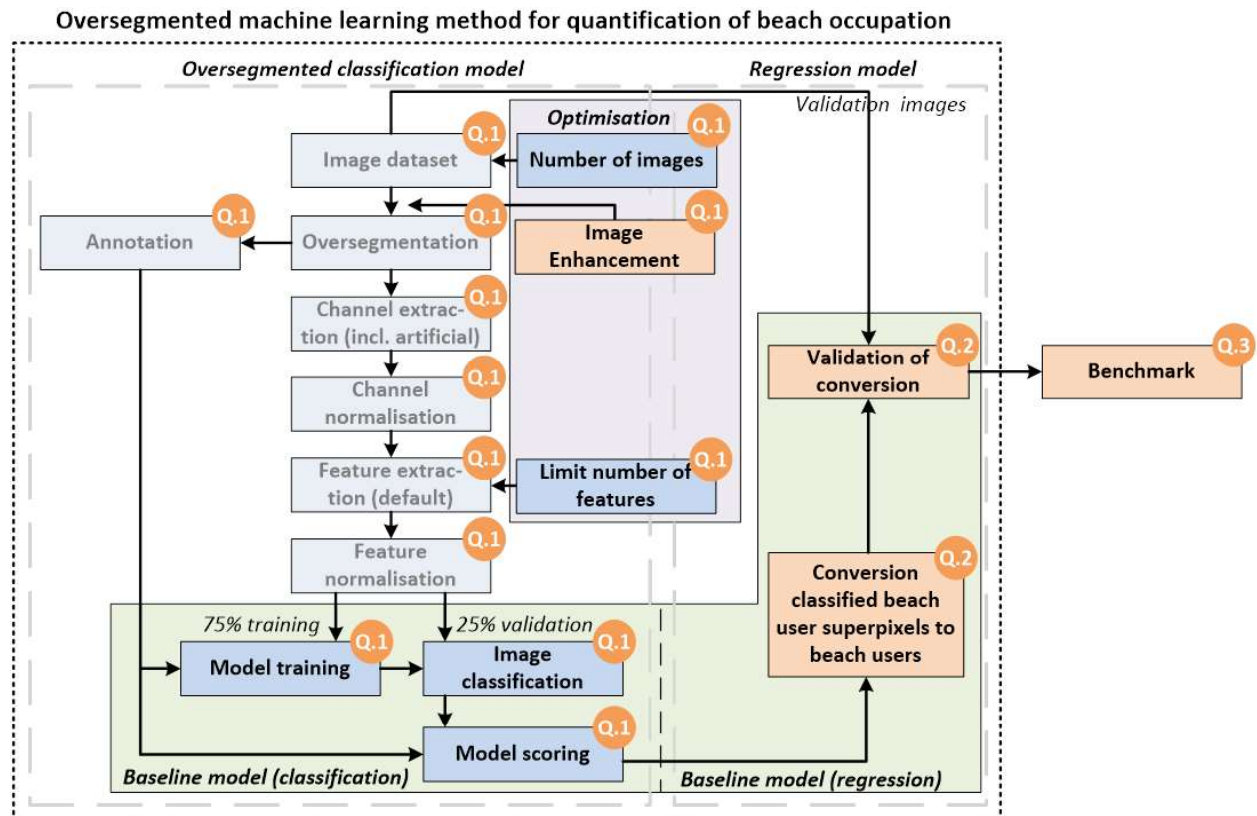 Oversegmented machine learning method for quantification of beach occupation
Oversegmented classification model
Regression model
Validation images
Optimisation
Q.1
Image dataset
Q.1
Number of images
Q.1
Annotation
Q.1
Oversegmentation
Q.1
Image
Enhancement
Q.1
Channel extrac-
tion (incl. artificial)
Q.1
Channel
normalisation
Q.2
Validation of
conversion
Q.3
Benchmark
Q.1
Feature extrac-
tion (default)
Q.1
Limit number of
features
Q.1
Feature
normalisation
Q.2
Conversion
classified beach
user superpixels to
beach users
75% training
25% validation
Q.1
Model training
Q.1
Image
classification
Q.1
Model scoring
Baseline model (classification)
Baseline model (regression)